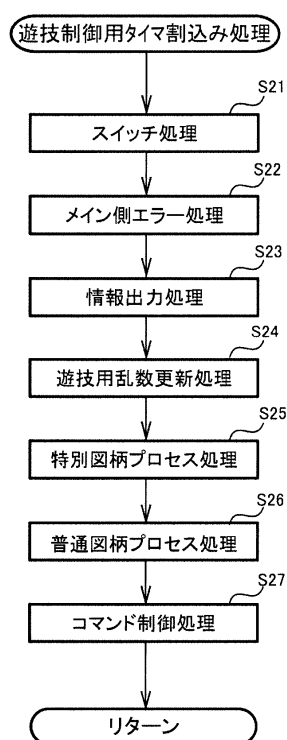 遊技制御用タイマ割込み処理
S21
スイッチ処理
S22
メイン側エラー処理
S23
情報出力処理
S24
遊技用乱数更新処理
S25
特別図柄プロセス処理
S26
普通図柄プロセス処理
S27
コマンド制御処理
リターン